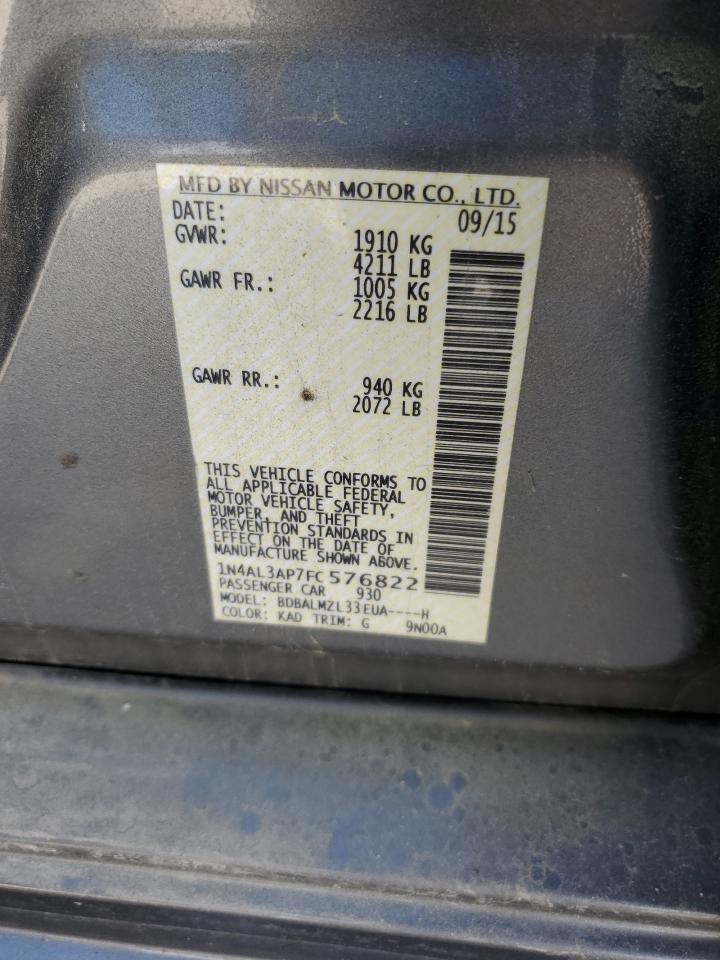 MFD BY NISSAN MOTOR CO., LTD.
DATE: 09/15
GVWR: 1910 KG
4211 LB
GAWR FR.: 1005 KG
2216 LB
GAWR RR.: 940 KG
2072 LB
THIS VEHICLE CONFORMS TO
ALL APPLICABLE FEDERAL
MOTOR VEHICLE SAFETY,
BUMPER, AND THEFT
PREVENTION STANDARDS IN
EFFECT ON THE DATE OF
MANUFACTURE SHOWN ABOVE.
1N4AL3AP7FC576822
PASSENGER CAR 930
MODEL: BDBALMZL33EUA----H
COLOR: KAD TRIM: G 9N00A